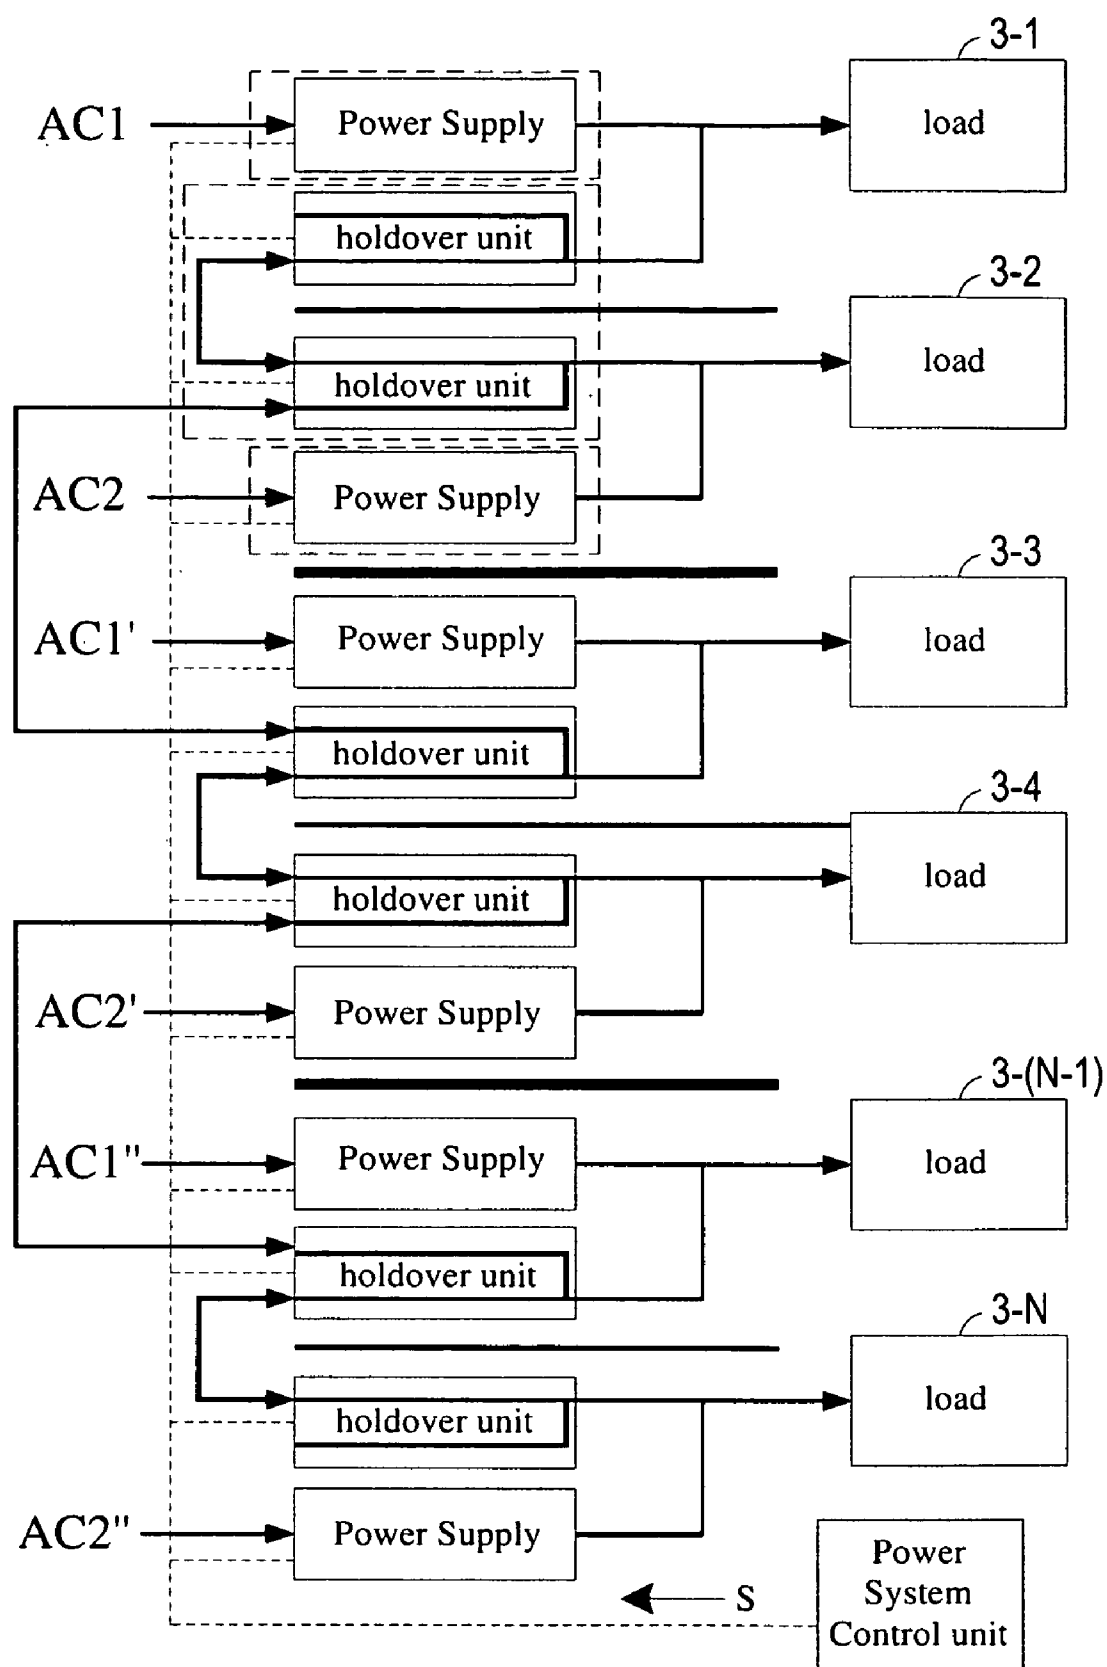 3-1
AC1
Power Supply
load
holdover unit
3-2
holdover unit
load
AC2
Power Supply
3-3
AC1'
Power Supply
load
holdover unit
3-4
holdover unit
load
AC2'
Power Supply
3-(N-1)
AC1"
Power Supply
load
holdover unit
3-N
holdover unit
load
AC2"
Power Supply
Power
System
Control unit
S